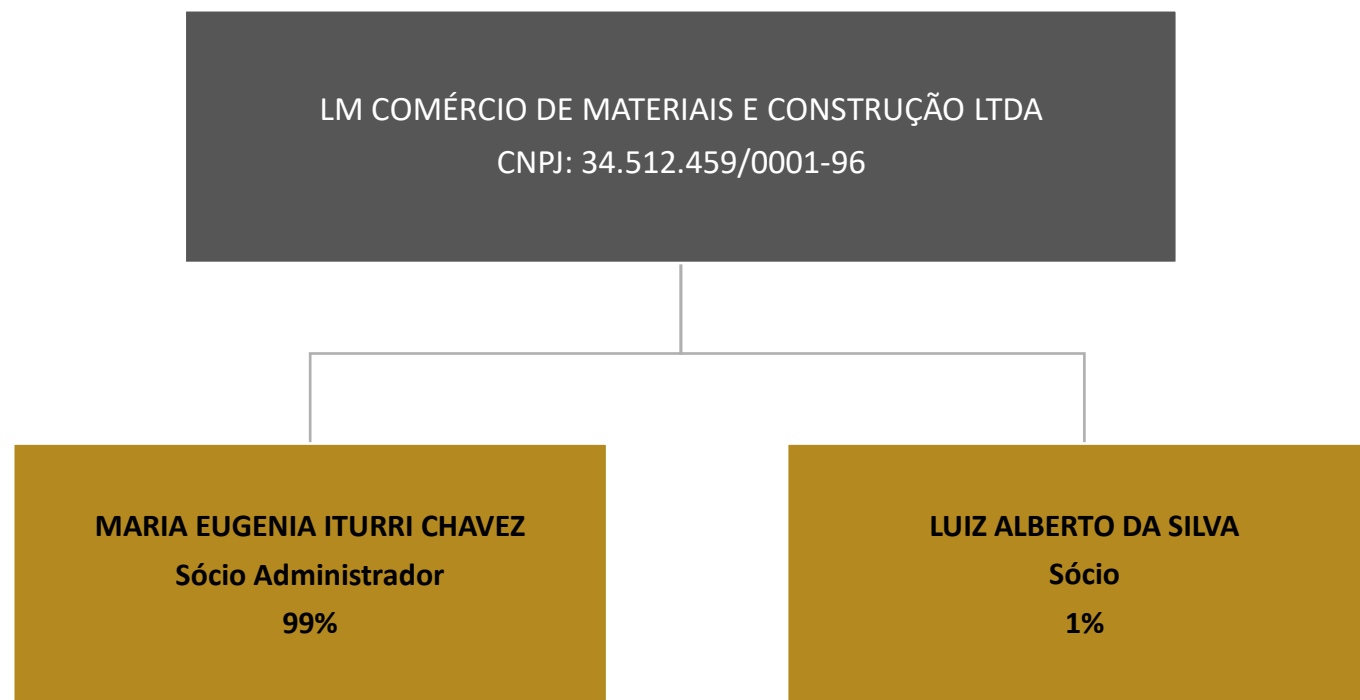 LM COMÉRCIO DE MATERIAIS E CONSTRUÇÃO LTDA
CNPJ: 34.512.459/0001-96
MARIA EUGENIA ITURRI CHAVEZ
Sócio Administrador
99%
LUIZ ALBERTO DA SILVA
Sócio
1%